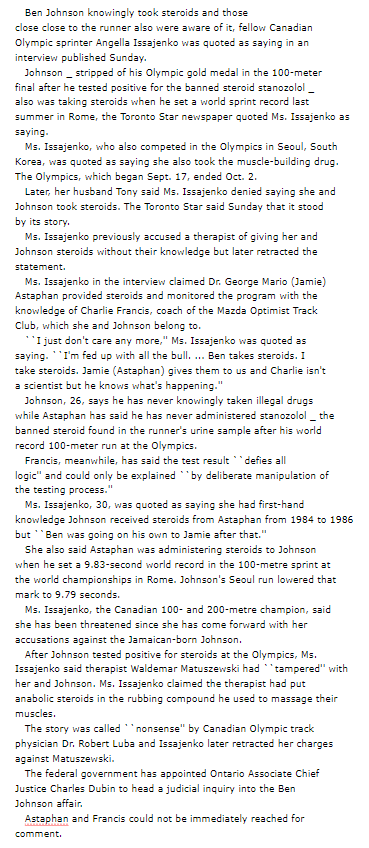 Ben Johnson knowingly took steroids and those
close close to the runner also were aware of it, fellow Canadian
Olympic sprinter Angella Issajenko was quoted as saying in an
interview published Sunday.
Johnson _ stripped of his Olympic gold medal in the 100-meter
final after he tested positive for the banned steroid stanozolol _
also was taking steroids when he set a world sprint record last
summer in Rome, the Toronto Star newspaper quoted Ms. Issajenko as
saying.
Ms. Issajenko, who also competed in the Olympics in Seoul, South
Korea, was quoted as saying she also took the muscle-building drug.
The Olympics, which began Sept. 17, ended Oct. 2.
Later, her husband Tony said Ms. Issajenko denied saying she and
Johnson took steroids. The Toronto Star said Sunday that it stood
by its story.
Ms. Issajenko previously accused a therapist of giving her and
Johnson steroids without their knowledge but later retracted the
statement.
Ms. Issajenko in the interview claimed Dr. George Mario (Jamie)
Astaphan provided steroids and monitored the program with the
knowledge of Charlie Francis, coach of the Mazda Optimist Track
Club, which she and Johnson belong to.
``I just don't care any more,'' Ms. Issajenko was quoted as
saying. ``I'm fed up with all the bull. ... Ben takes steroids. I
take steroids. Jamie (Astaphan) gives them to us and Charlie isn't
a scientist but he knows what's happening.''
Johnson, 26, says he has never knowingly taken illegal drugs
while Astaphan has said he has never administered stanozolol _ the
banned steroid found in the runner's urine sample after his world
record 100-meter run at the Olympics.
Francis, meanwhile, has said the test result ``defies all
logic'' and could only be explained ``by deliberate manipulation of
the testing process.''
Ms. Issajenko, 30, was quoted as saying she had first-hand
knowledge Johnson received steroids from Astaphan from 1984 to 1986
but ``Ben was going on his own to Jamie after that.''
She also said Astaphan was administering steroids to Johnson
when he set a 9.83-second world record in the 100-metre sprint at
the world championships in Rome. Johnson's Seoul run lowered that
mark to 9.79 seconds.
Ms. Issajenko, the Canadian 100- and 200-metre champion, said
she has been threatened since she has come forward with her
accusations against the Jamaican-born Johnson.
After Johnson tested positive for steroids at the Olympics, Ms.
Issajenko said therapist Waldemar Matuszewski had ``tampered'' with
her and Johnson. Ms. Issajenko claimed the therapist had put
anabolic steroids in the rubbing compound he used to massage their
muscles.
The story was called ``nonsense'' by Canadian Olympic track
physician Dr. Robert Luba and Issajenko later retracted her charges
against Matuszewski.
The federal government has appointed Ontario Associate Chief
Justice Charles Dubin to head a judicial inquiry into the Ben
Johnson affair.
Astaphan and Francis could not be immediately reached for
comment.